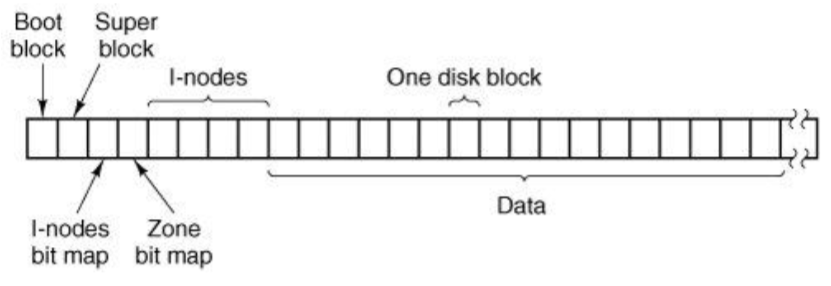 Boot
block
Super
block
I-nodes
One disk block
Data
I-nodes
bit map
Zone
bit map